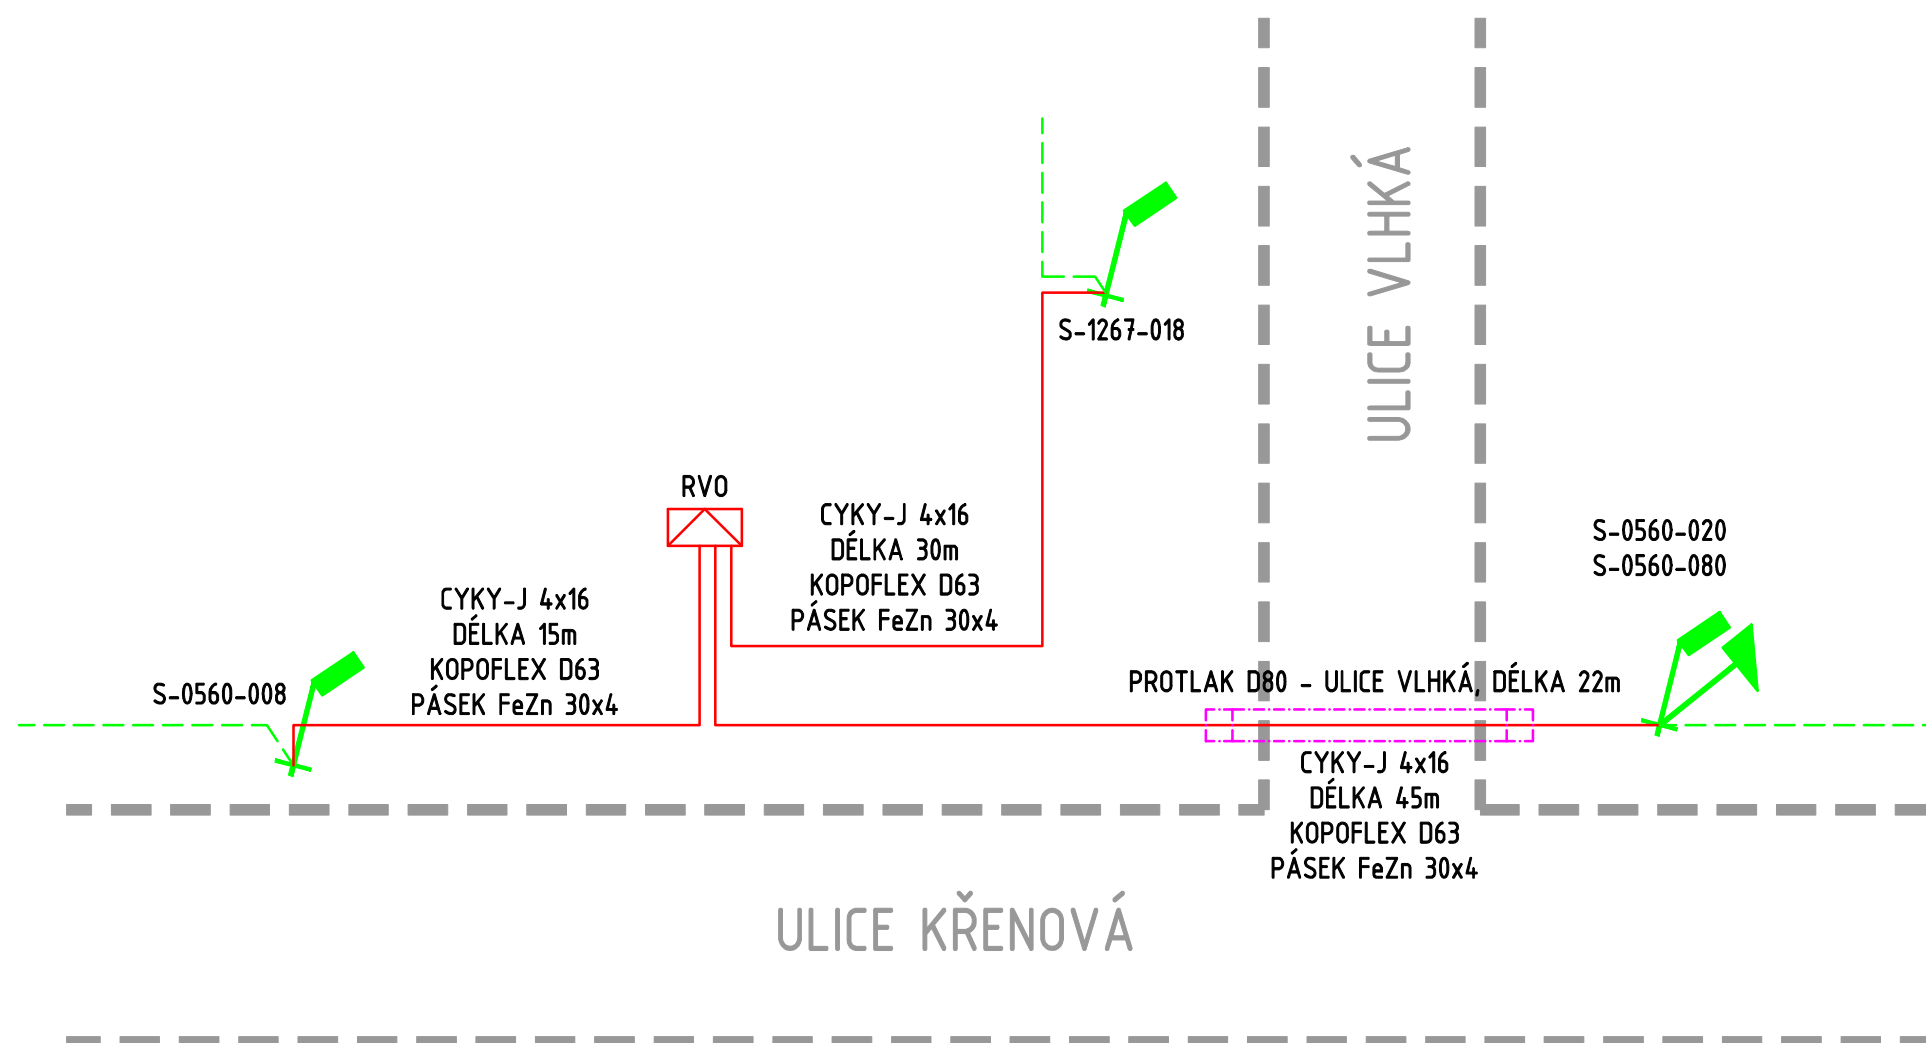 ULICE VLHKÁ
S-1267-018
RVO
CYKY-J 4x16
DÉLKA 30m
KOPOFLEX D63
PÁSEK FeZn 30x4
S-0560-020
S-0560-080
CYKY-J 4x16
DÉLKA 15m
KOPOFLEX D63
PÁSEK FeZn 30x4
S-0560-008
PROTLAK D80 - ULICE VLHKÁ, DÉLKA 22m
CYKY-J 4x16
DÉLKA 45m
KOPOFLEX D63
PÁSEK FeZn 30x4
ULICE KŘENOVÁ